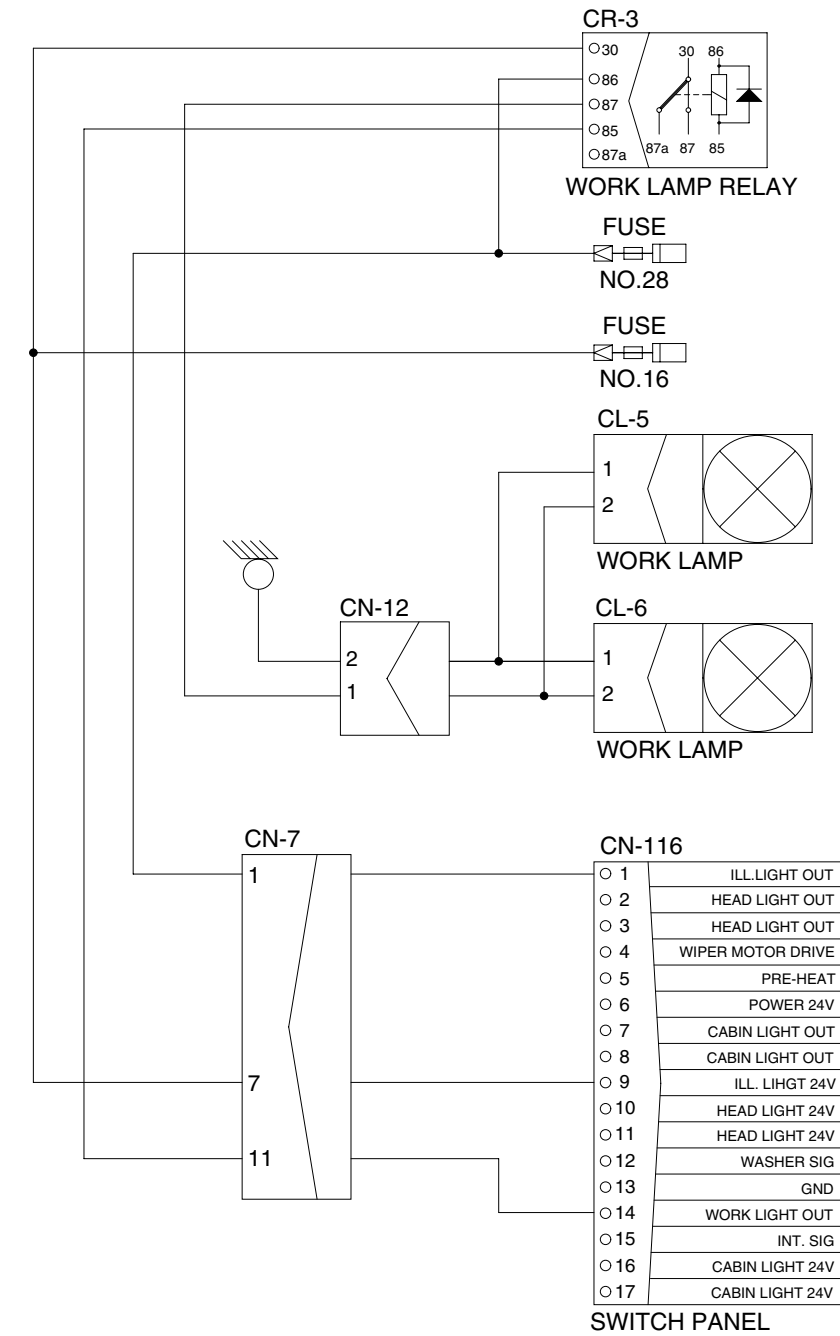 CR-3
30
86
87
85
87a
30 86
87a 87 85
WORK LAMP RELAY
FUSE
NO.28
FUSE
NO.16
CL-5
1
2
WORK LAMP
CN-12
2
1
CL-6
1
2
WORK LAMP
CN-7
1
7
11
CN-116
1 ILL.LIGHT OUT
2 HEAD LIGHT OUT
3 HEAD LIGHT OUT
4 WIPER MOTOR DRIVE
5 PRE-HEAT
6 POWER 24V
7 CABIN LIGHT OUT
8 CABIN LIGHT OUT
9 ILL. LIHGT 24V
10 HEAD LIGHT 24V
11 HEAD LIGHT 24V
12 WASHER SIG
13 GND
14 WORK LIGHT OUT
15 INT. SIG
16 CABIN LIGHT 24V
17 CABIN LIGHT 24V
SWITCH PANEL